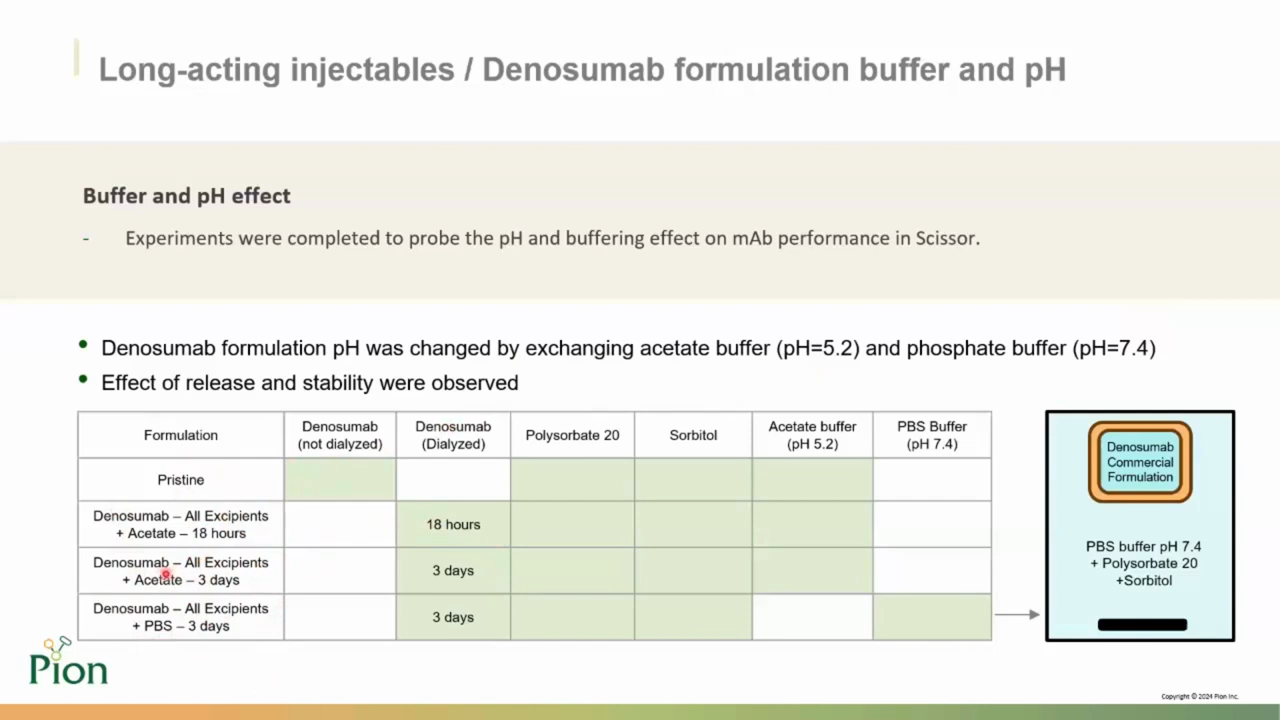 Long-acting injectables / Denosumab formulation buffer and pH
Buffer and pH effect
- Experiments were completed to probe the pH and buffering effect on mAb performance in Scissor.
• Denosumab formulation pH was changed by exchanging acetate buffer (pH=5.2) and phosphate buffer (pH=7.4)
• Effect of release and stability were observed
Formulation
Denosumab
(not dialyzed)
Denosumab
(Dialyzed)
Polysorbate 20
Sorbitol
Acetate buffer
(pH 5.2)
PBS Buffer
(pH 7.4)
Pristine
Denosumab – All Excipients
+ Acetate – 18 hours
18 hours
Denosumab – All Excipients
+ Acetate – 3 days
3 days
Denosumab – All Excipients
+ PBS – 3 days
3 days
Denosumab
Commercial
Formulation
PBS buffer pH 7.4
+ Polysorbate 20
+Sorbitol
Pion
Copyright © 2024 Pion Inc.